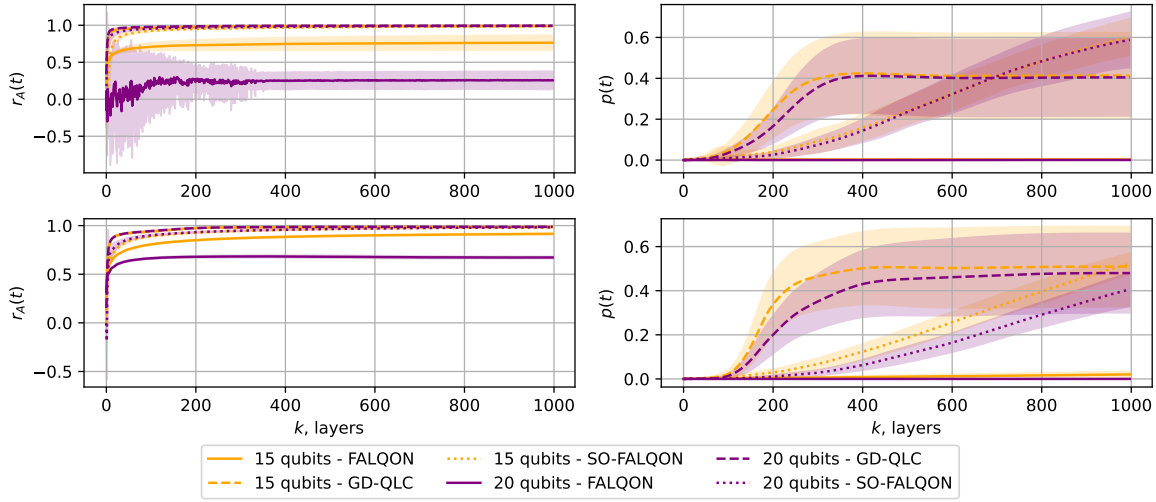 1.0
0.5
0.0
−0.5
r_A(t)
0 200 400 600 800 1000
0.6
0.4
0.2
0.0
p(t)
0 200 400 600 800 1000
1.0
0.5
0.0
−0.5
r_A(t)
0 200 400 600 800 1000
k, layers
0.6
0.4
0.2
0.0
p(t)
0 200 400 600 800 1000
k, layers
15 qubits - FALQON
15 qubits - GD-QLC
15 qubits - SO-FALQON
20 qubits - FALQON
20 qubits - GD-QLC
20 qubits - SO-FALQON